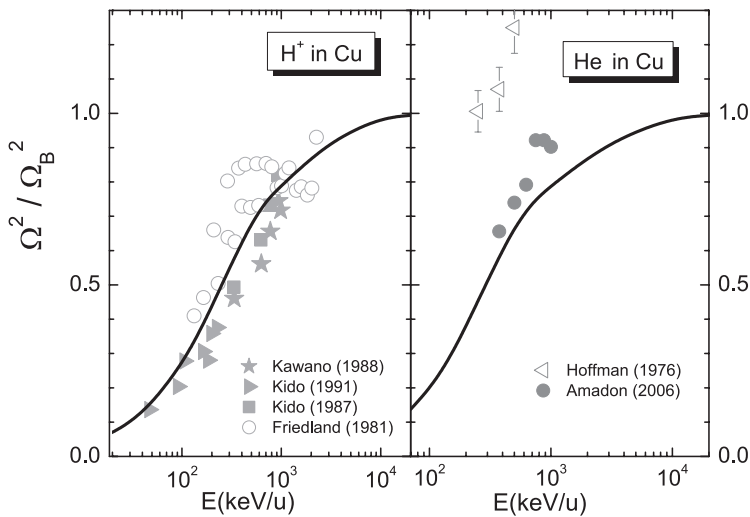 H⁺ in Cu
He in Cu
Ω² / Ω_B²
1.0
0.5
0.0
1.0
0.5
0.0
Kawano (1988)
Kido (1991)
Kido (1987)
Friedland (1981)
Hoffman (1976)
Amadon (2006)
10²
10³
10⁴
10²
10³
10⁴
E(keV/u)
E(keV/u)